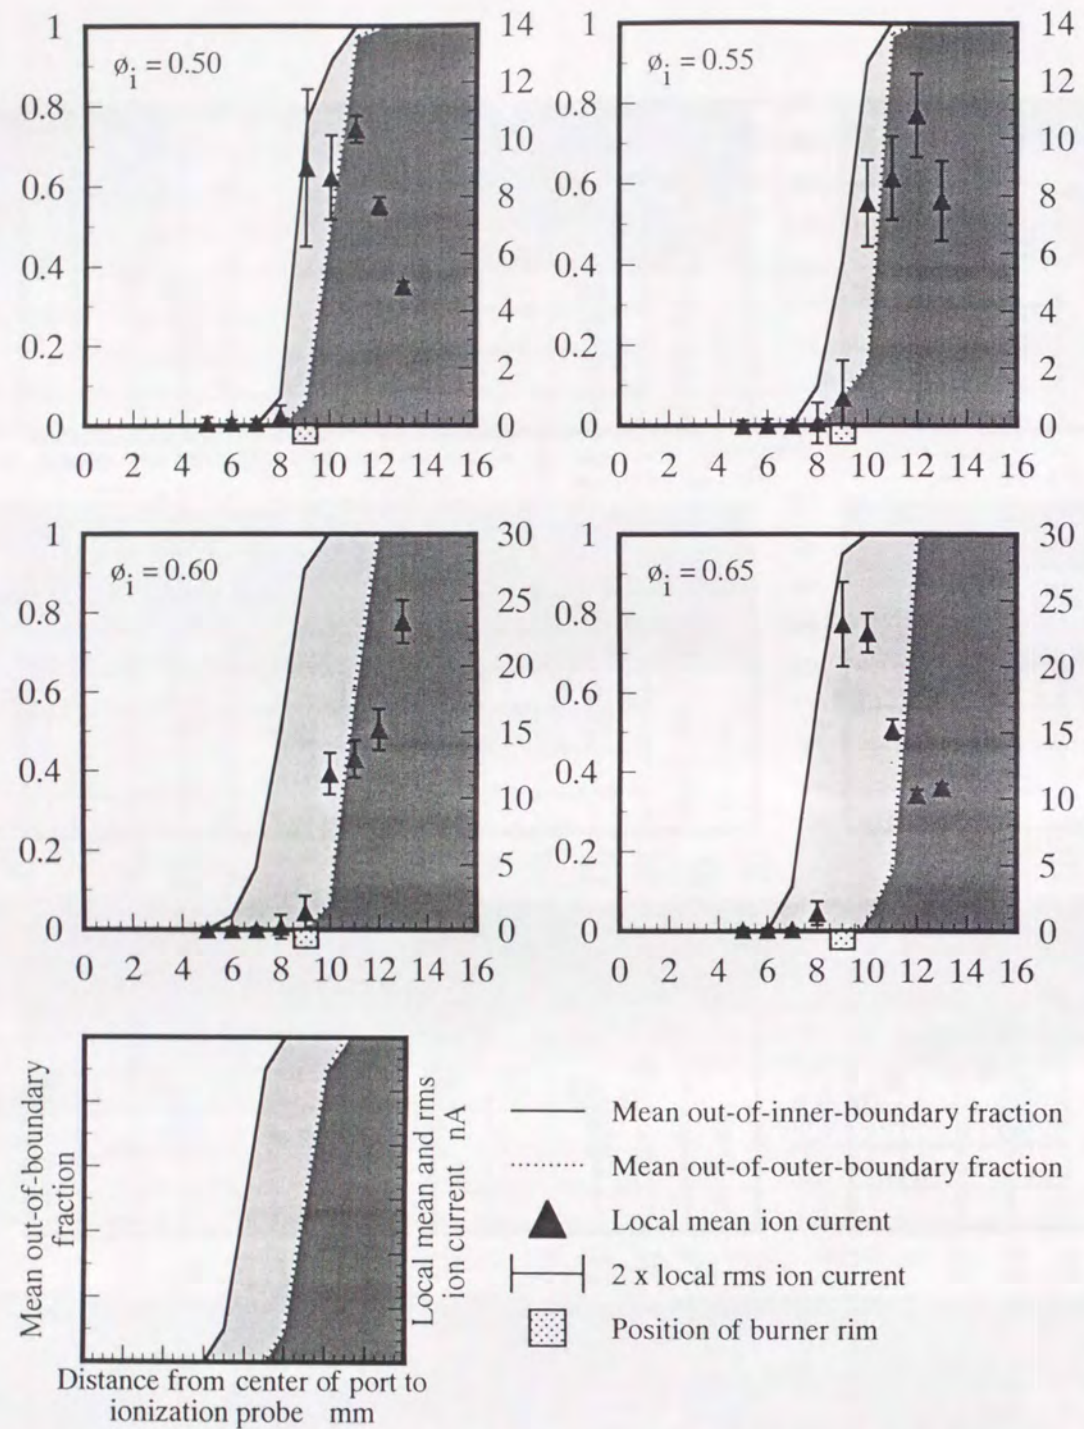 ø_i = 0.50
1
0.8
0.6
0.4
0.2
0
14
12
10
8
6
4
2
0
0 2 4 6 8 10 12 14 16
ø_i = 0.55
1
0.8
0.6
0.4
0.2
0
14
12
10
8
6
4
2
0
0 2 4 6 8 10 12 14 16
ø_i = 0.60
1
0.8
0.6
0.4
0.2
0
30
25
20
15
10
5
0
0 2 4 6 8 10 12 14 16
ø_i = 0.65
1
0.8
0.6
0.4
0.2
0
30
25
20
15
10
5
0
0 2 4 6 8 10 12 14 16
Mean out-of-boundary
fraction
Local mean and rms
ion current nA
Distance from center of port to
ionization probe mm
Mean out-of-inner-boundary fraction
Mean out-of-outer-boundary fraction
Local mean ion current
2 x local rms ion current
Position of burner rim